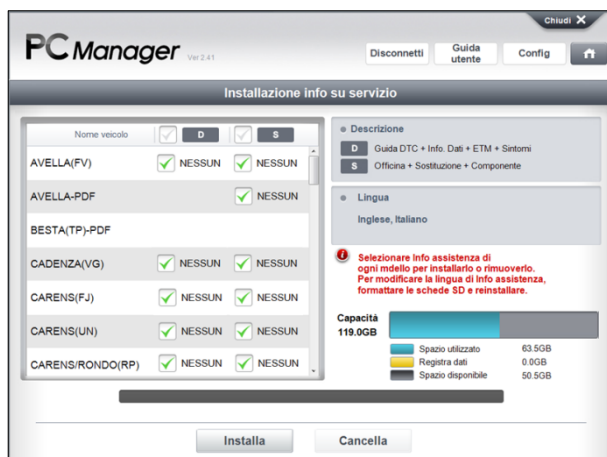 Chiudi X
PC Manager Ver 2.41
Disconnetti
Guida
utente
Config
Installazione info su servizio
Nome veicolo D S
AVELLA(FV) NESSUN NESSUN
AVELLA-PDF NESSUN
BESTA(TP)-PDF
CADENZA(VG) NESSUN NESSUN
CARENS(FJ) NESSUN NESSUN
CARENS(UN) NESSUN NESSUN
CARENS/RONDO(RP) NESSUN NESSUN
Descrizione
D Guida DTC + Info. Dati + ETM + Sintomi
S Officina + Sostituzione + Componente
Lingua
Inglese, Italiano
Selezionare Info assistenza di
ogni mdello per installarlo o rimuoverlo.
Per modificare la lingua di Info assistenza,
formattare le schede SD e reinstallare.
Capacità
119.0GB
Spazio utilizzato 63.5GB
Registra dati 0.0GB
Spazio disponibile 50.5GB
Installa
Cancella